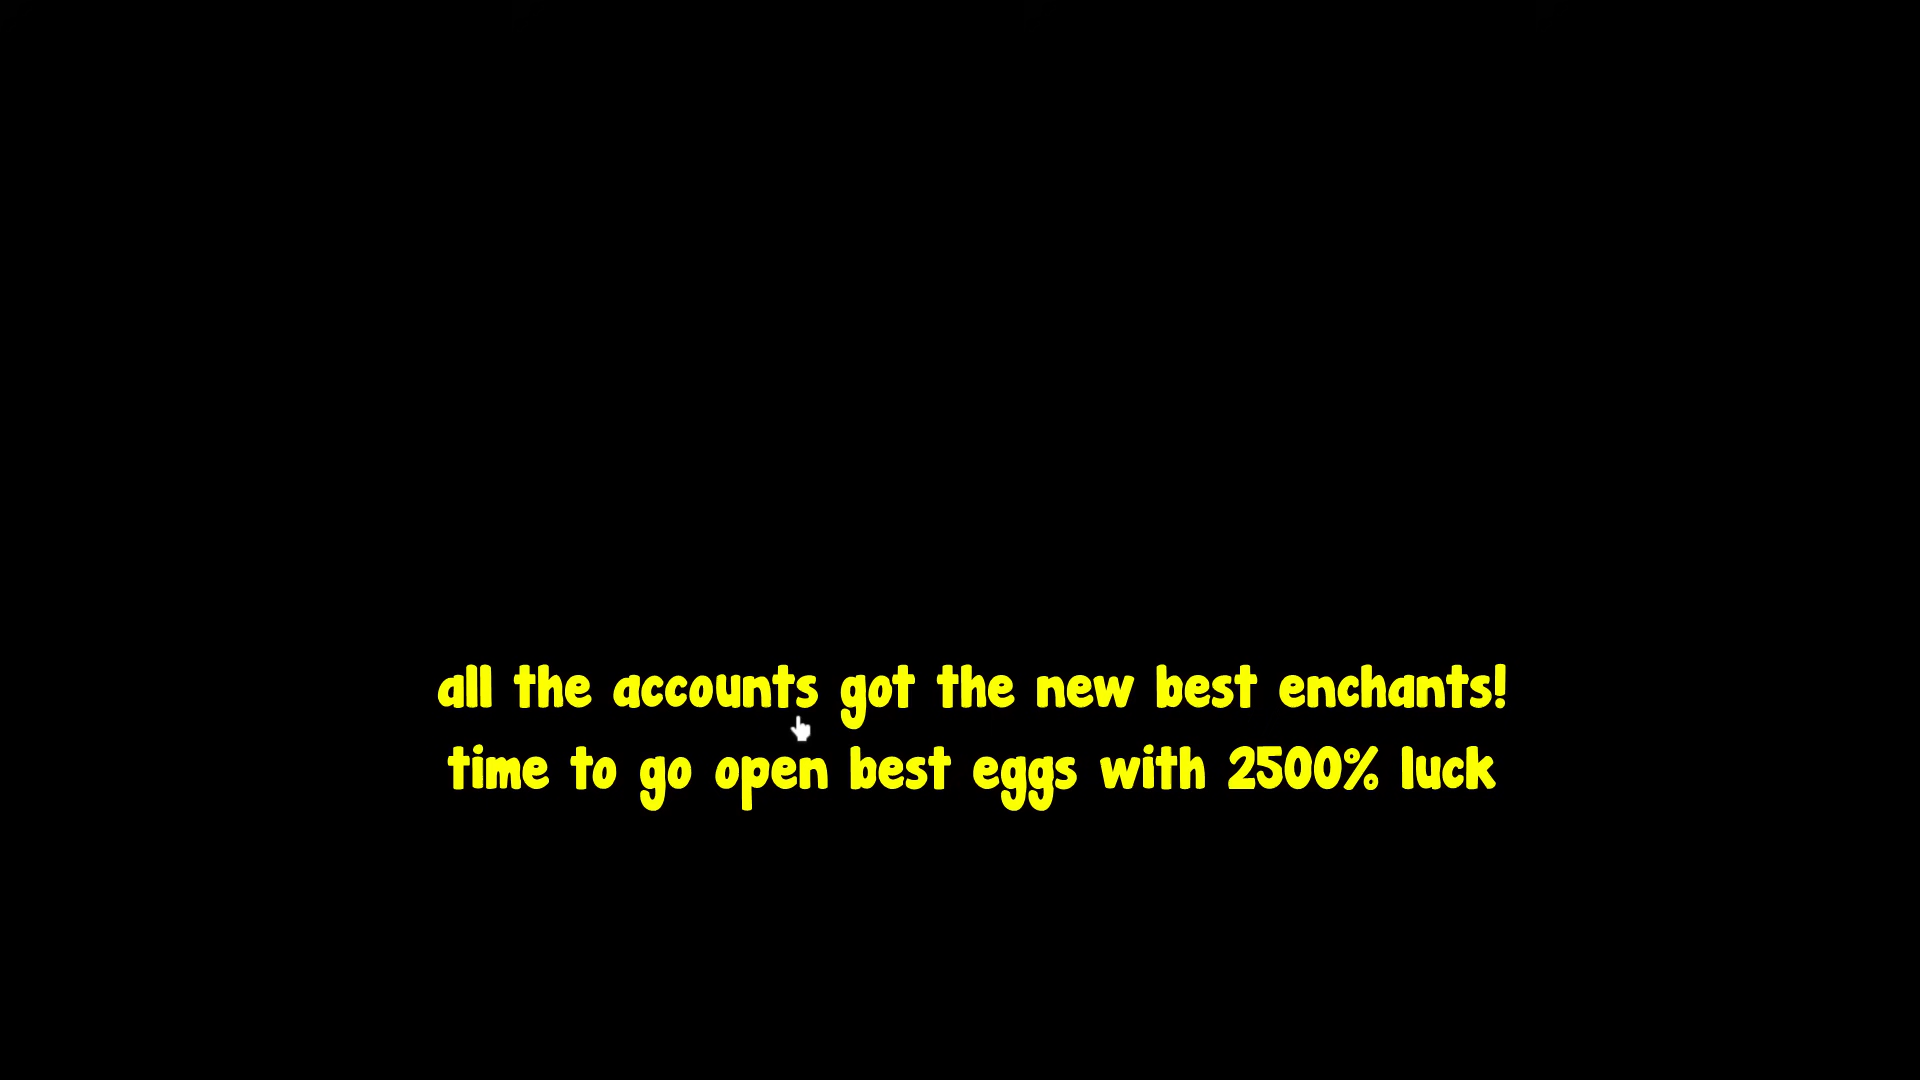 all the accounts got the new best enchants!
time to go open best eggs with 2500% luck